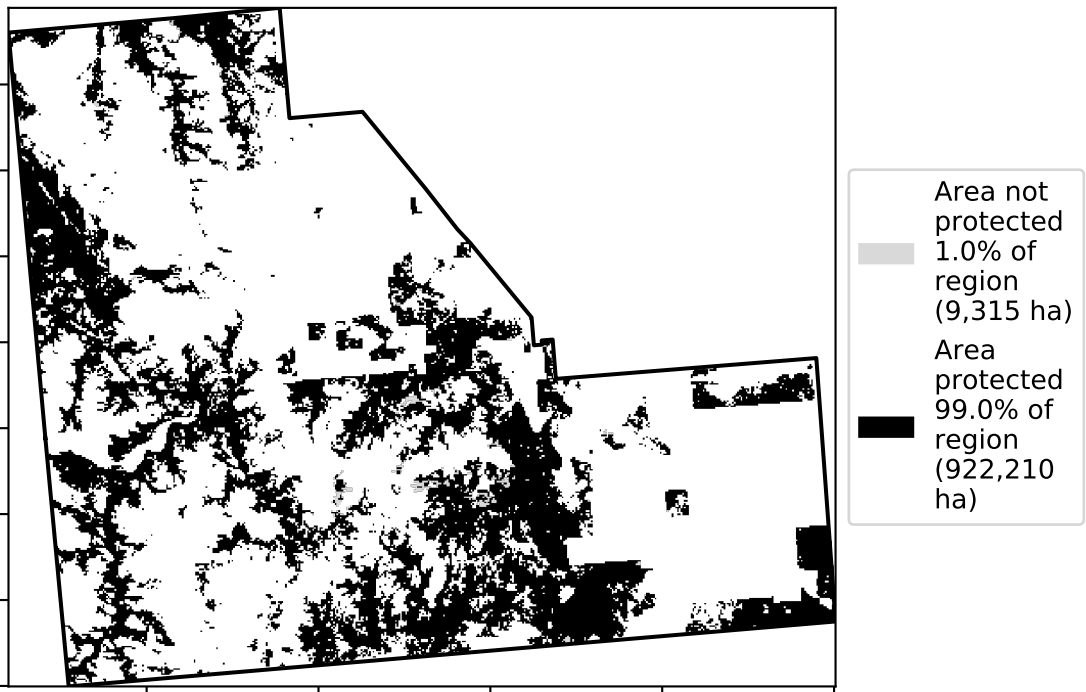 Area not
protected
1.0% of
region
(9,315 ha)
Area
protected
99.0% of
region
(922,210
ha)